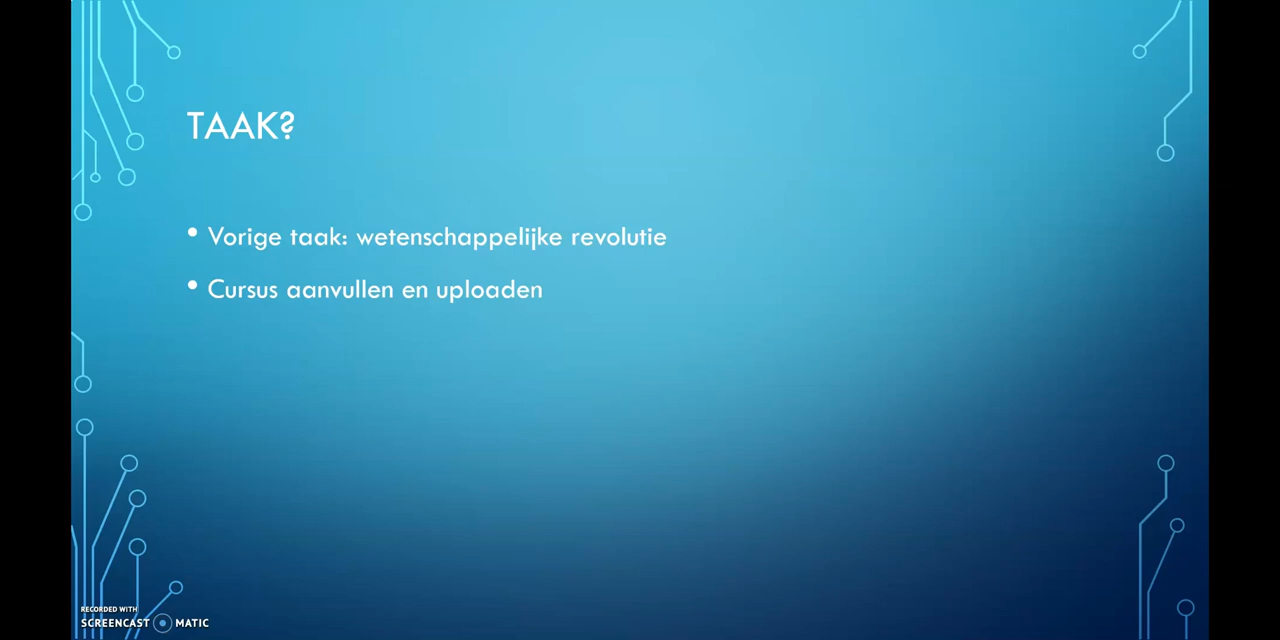 TAAK?
• Vorige taak: wetenschappelijke revolutie
• Cursus aanvullen en uploaden
RECORDED WITH
SCREENCAST MATIC